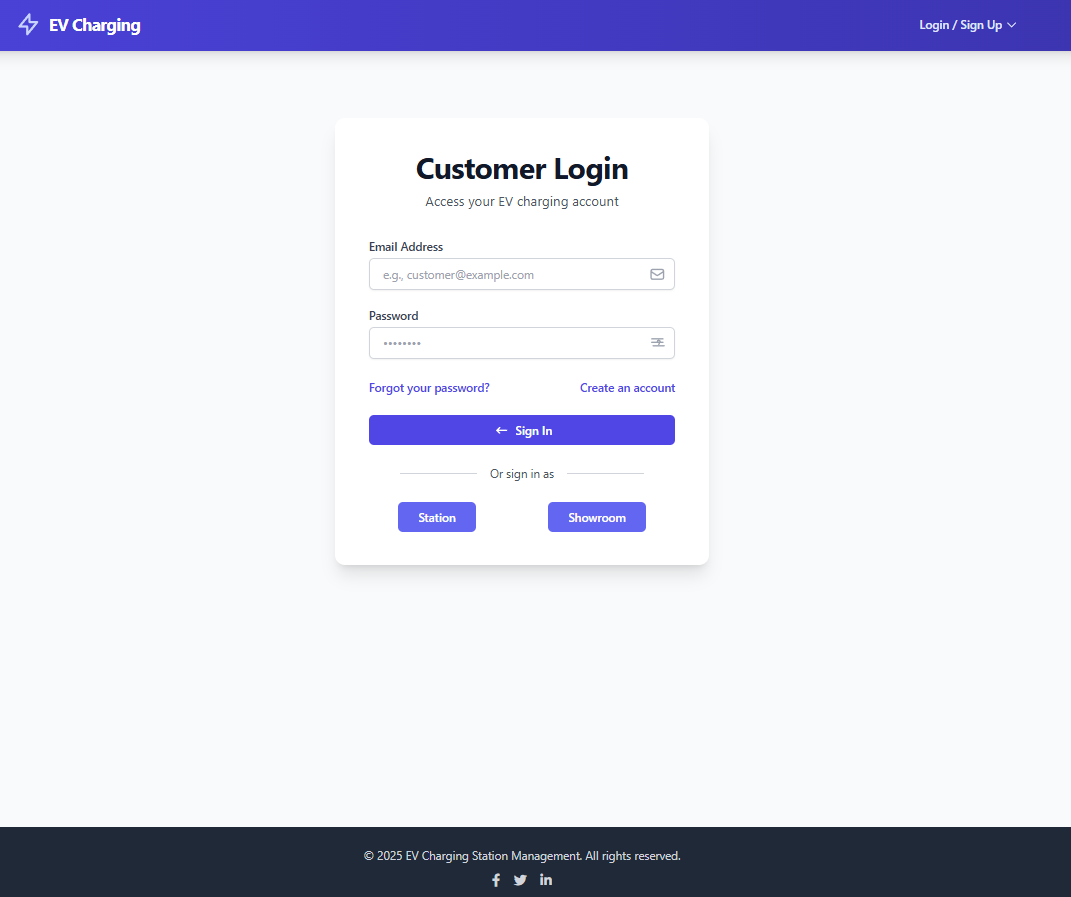 EV Charging
Login / Sign Up
Customer Login
Access your EV charging account
Email Address
e.g., customer@example.com
Password
••••••••
Forgot your password? Create an account
← Sign In
Or sign in as
Station Showroom
© 2025 EV Charging Station Management. All rights reserved.